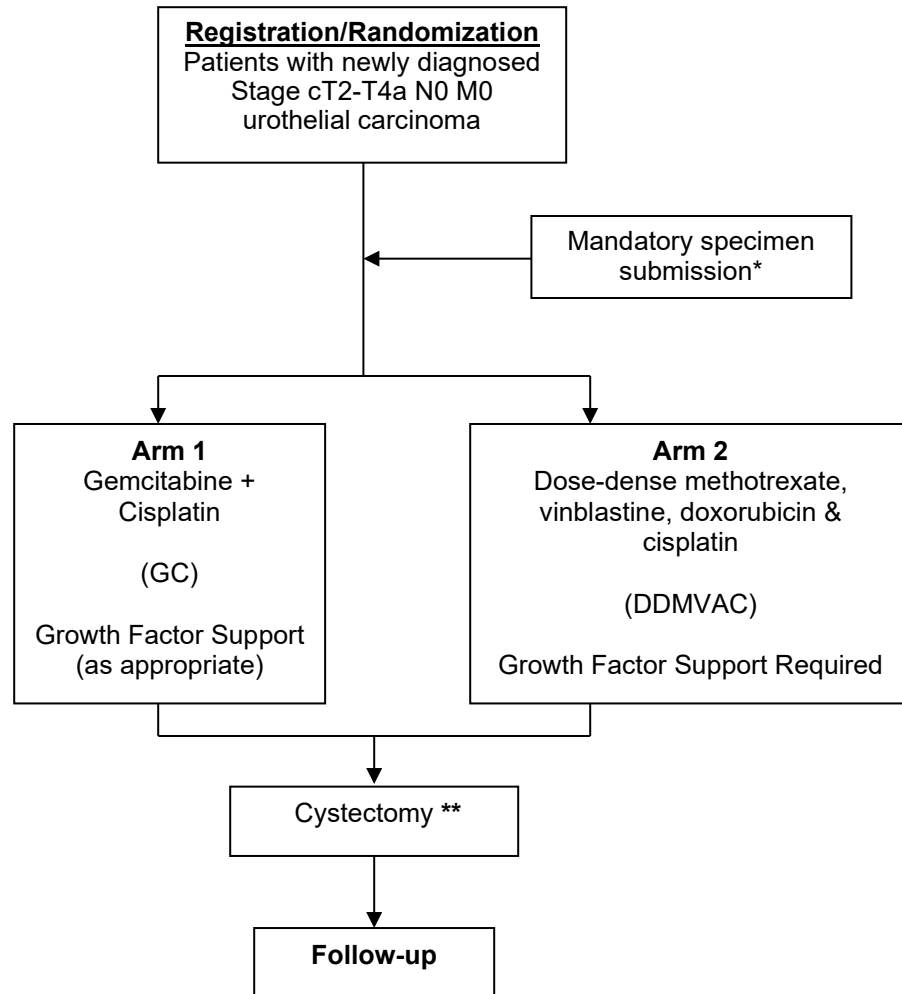 Registration/Randomization
Patients with newly diagnosed
Stage cT2-T4a N0 M0
urothelial carcinoma
Mandatory specimen
submission*
Arm 1
Gemcitabine +
Cisplatin
(GC)
Growth Factor Support
(as appropriate)
Arm 2
Dose-dense methotrexate,
vinblastine, doxorubicin &
cisplatin
(DDMVAC)
Growth Factor Support Required
Cystectomy **
Follow-up